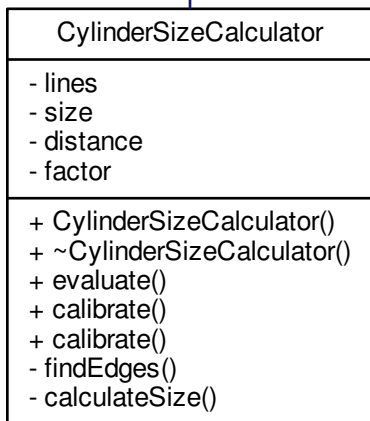 CylinderSizeCalculator
- lines
- size
- distance
- factor
+ CylinderSizeCalculator()
+ ~CylinderSizeCalculator()
+ evaluate()
+ calibrate()
+ calibrate()
- findEdges()
- calculateSize()